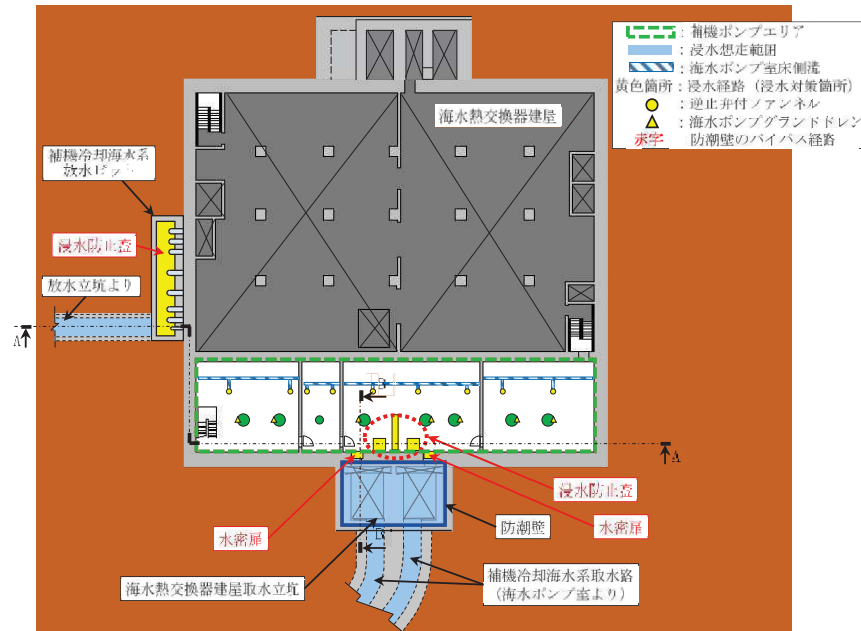 ：補機ポンプエリア
：浸水想定範囲
：海水ポンプ室床側溝
黄色箇所：浸水経路（浸水対策箇所）
：逆止弁付ファンネル
：海水ポンプグランドドレン
赤字　防潮壁のバイパス経路
海水熱交換器建屋
補機冷却海水系
放水ピット
浸水防止蓋
放水立坑より
A
A
B
B
浸水防止蓋
水密扉
防潮壁
水密扉
海水熱交換器建屋取水立坑
補機冷却海水系取水路
（海水ポンプ室より）